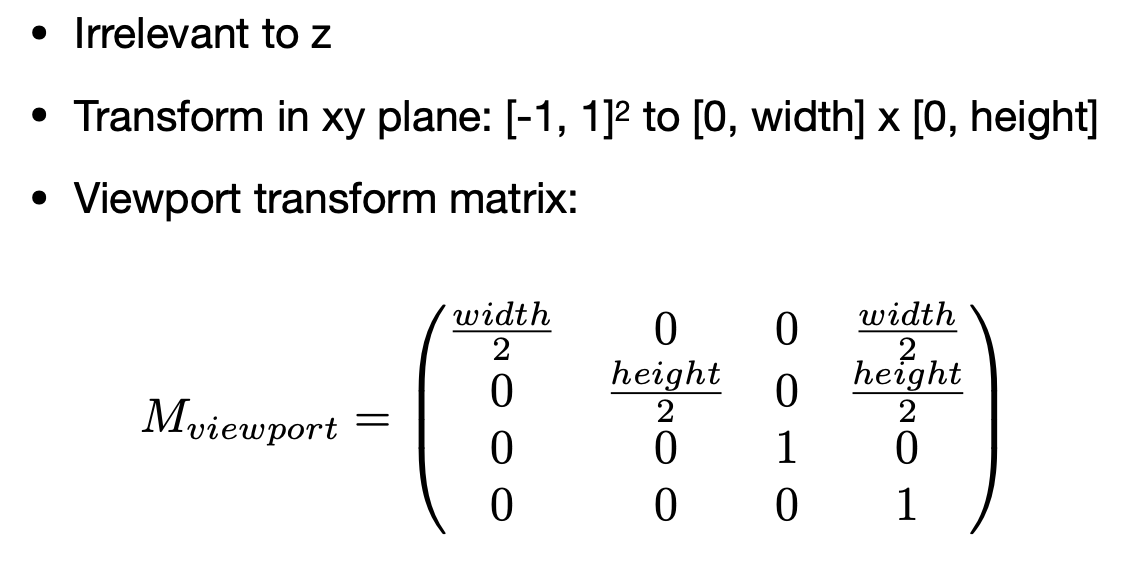 • Irrelevant to z
• Transform in xy plane: [-1, 1]² to [0, width] x [0, height]
• Viewport transform matrix:
M_{viewport} = \begin{pmatrix} \frac{width}{2} & 0 & 0 & \frac{width}{2} \\ 0 & \frac{height}{2} & 0 & \frac{height}{2} \\ 0 & 0 & 1 & 0 \\ 0 & 0 & 0 & 1 \end{pmatrix}